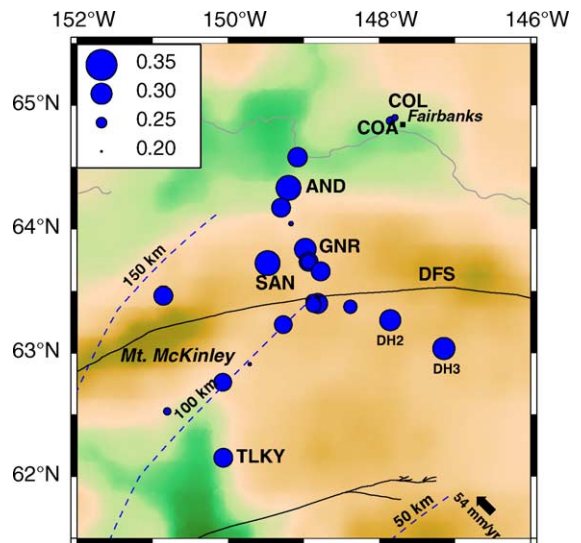 152°W 150°W 148°W 146°W
0.35
0.30
0.25
0.20
65°N
COL
Fairbanks
COA
AND
64°N
GNR
150 km
SAN
DFS
63°N
Mt. McKinley
DH2
DH3
100 km
TLKY
62°N
50 km
54 mm/yr